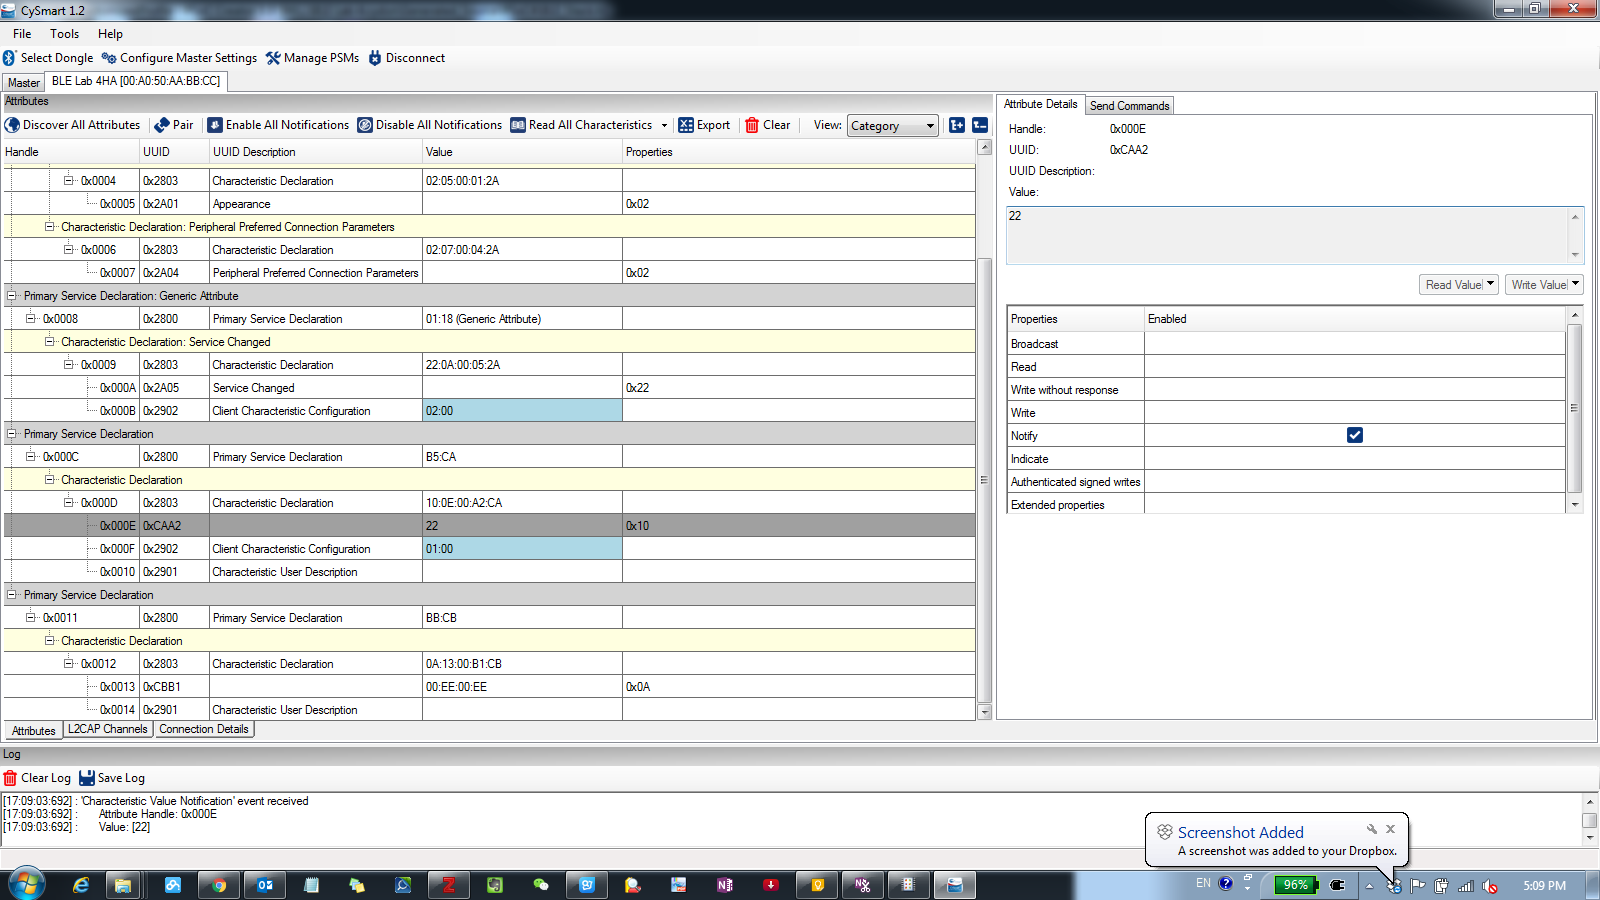 CySmart 1.2
File Tools Help
Select Dongle Configure Master Settings Manage PSMs Disconnect
Master BLE Lab 4HA [00:A0:50:AA:BB:CC]
Attributes
Discover All Attributes Pair Enable All Notifications Disable All Notifications Read All Characteristics Export Clear View: Category
Handle UUID UUID Description Value Properties
0x0004 0x2803 Characteristic Declaration 02:05:00:01:2A
0x0005 0x2A01 Appearance 0x02
Characteristic Declaration: Peripheral Preferred Connection Parameters
0x0006 0x2803 Characteristic Declaration 02:07:00:04:2A
0x0007 0x2A04 Peripheral Preferred Connection Parameters 0x02
Primary Service Declaration: Generic Attribute
0x0008 0x2800 Primary Service Declaration 01:18 (Generic Attribute)
Characteristic Declaration: Service Changed
0x0009 0x2803 Characteristic Declaration 22:0A:00:05:2A
0x000A 0x2A05 Service Changed 0x22
0x000B 0x2902 Client Characteristic Configuration 02:00
Primary Service Declaration
0x000C 0x2800 Primary Service Declaration B5:CA
Characteristic Declaration
0x000D 0x2803 Characteristic Declaration 10:0E:00:A2:CA
0x000E 0xCAA2 22 0x10
0x000F 0x2902 Client Characteristic Configuration 01:00
0x0010 0x2901 Characteristic User Description
Primary Service Declaration
0x0011 0x2800 Primary Service Declaration BB:CB
Characteristic Declaration
0x0012 0x2803 Characteristic Declaration 0A:13:00:B1:CB
0x0013 0xCBB1 00:EE:00:EE 0x0A
0x0014 0x2901 Characteristic User Description
Attributes L2CAP Channels Connection Details
Attribute Details Send Commands
Handle: 0x000E
UUID: 0xCAA2
UUID Description:
Value:
22
Read Value Write Value
Properties Enabled
Broadcast
Read
Write without response
Write
Notify
Indicate
Authenticated signed writes
Extended properties
Log
Clear Log Save Log
[17:09:03:692] : 'Characteristic Value Notification' event received
[17:09:03:692] : Attribute Handle: 0x000E
[17:09:03:692] : Value: [22]
Screenshot Added
A screenshot was added to your Dropbox.
EN 96% 5:09 PM